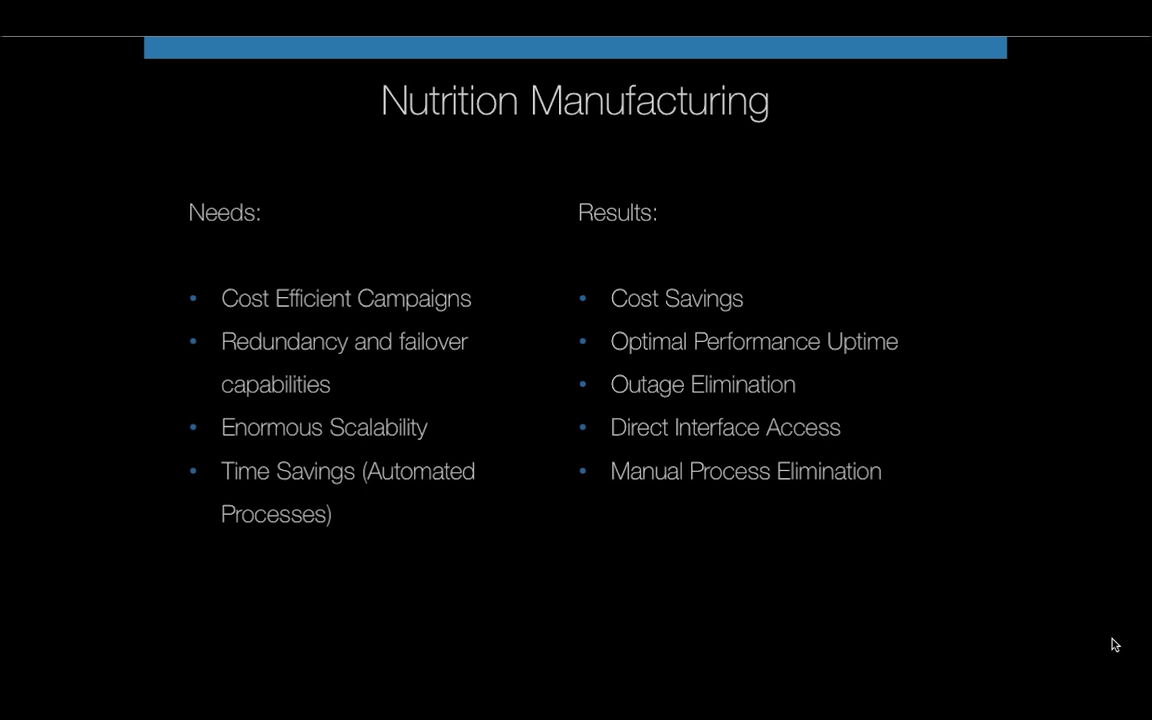 Nutrition Manufacturing
Needs:
• Cost Efficient Campaigns
• Redundancy and failover
capabilities
• Enormous Scalability
• Time Savings (Automated
Processes)
Results:
• Cost Savings
• Optimal Performance Uptime
• Outage Elimination
• Direct Interface Access
• Manual Process Elimination